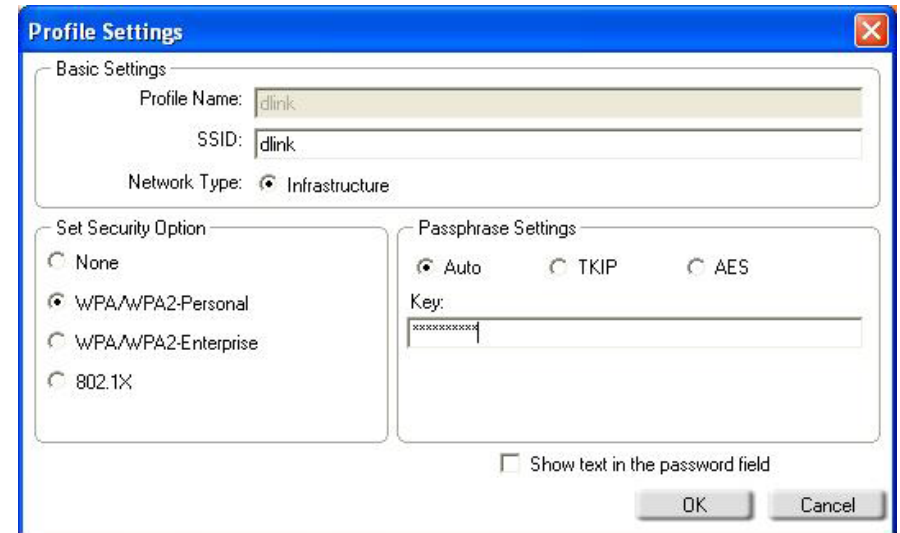 Profile Settings
Basic Settings
Profile Name: dlink
SSID: dlink
Network Type: Infrastructure
Set Security Option
None
WPA/WPA2-Personal
WPA/WPA2-Enterprise
802.1X
Passphrase Settings
Auto TKIP AES
Key:
xxxxxxxxxx
Show text in the password field
OK Cancel